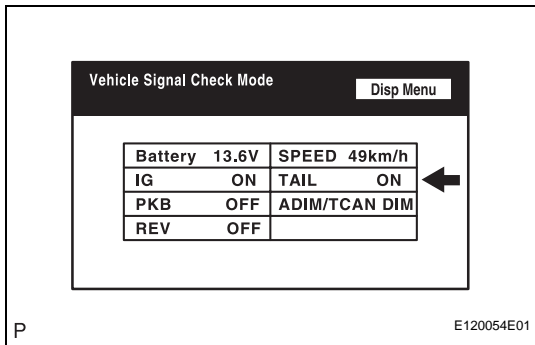 Vehicle Signal Check Mode
Disp Menu
Battery 13.6V SPEED 49km/h
IG ON TAIL ON
PKB OFF ADIM/TCAN DIM
REV OFF
P
E120054E01